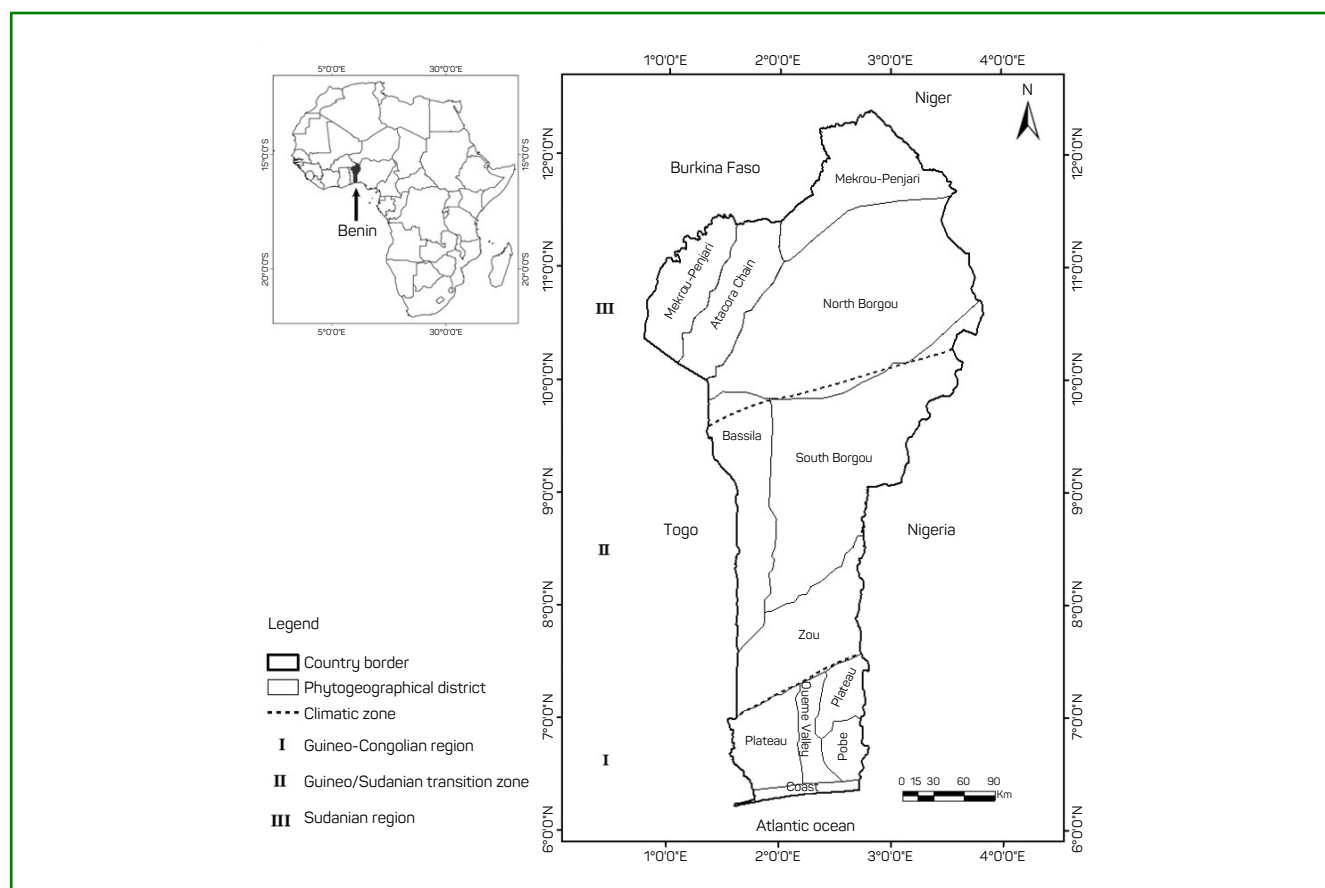 5°0'0"E 30°0'0"E
15°0'0"S
15°0'0"S
20°0'0"S
20°0'0"S
Benin
5°0'0"E 30°0'0"E
1°0'0"E 2°0'0"E 3°0'0"E 4°0'0"E
Niger
N
Burkina Faso
Mekrou-Penjari
Mekrou-Penjari
Atacora Chain
North Borgou
III
Bassila
South Borgou
Togo
Nigeria
II
Zou
Plateau
Oueme Valley
Plateau
Pobe
I
Coast
Atlantic ocean
0 15 30 60 90
Km
12°0'0"N
11°0'0"N
10°0'0"N
9°0'0"N
8°0'0"N
7°0'0"N
6°0'0"N
12°0'0"N
11°0'0"N
10°0'0"N
9°0'0"N
8°0'0"N
7°0'0"N
6°0'0"N
1°0'0"E 2°0'0"E 3°0'0"E 4°0'0"E
Legend
Country border
Phytogeographical district
Climatic zone
I Guineo-Congolian region
II Guineo/Sudanian transition zone
III Sudanian region